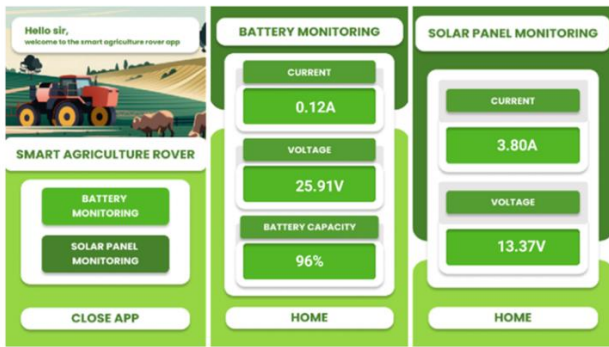 Hello sir,
welcome to the smart agriculture rover app
SMART AGRICULTURE ROVER
BATTERY
MONITORING
SOLAR PANEL
MONITORING
CLOSE APP
BATTERY MONITORING
CURRENT
0.12A
VOLTAGE
25.91V
BATTERY CAPACITY
96%
HOME
SOLAR PANEL MONITORING
CURRENT
3.80A
VOLTAGE
13.37V
HOME